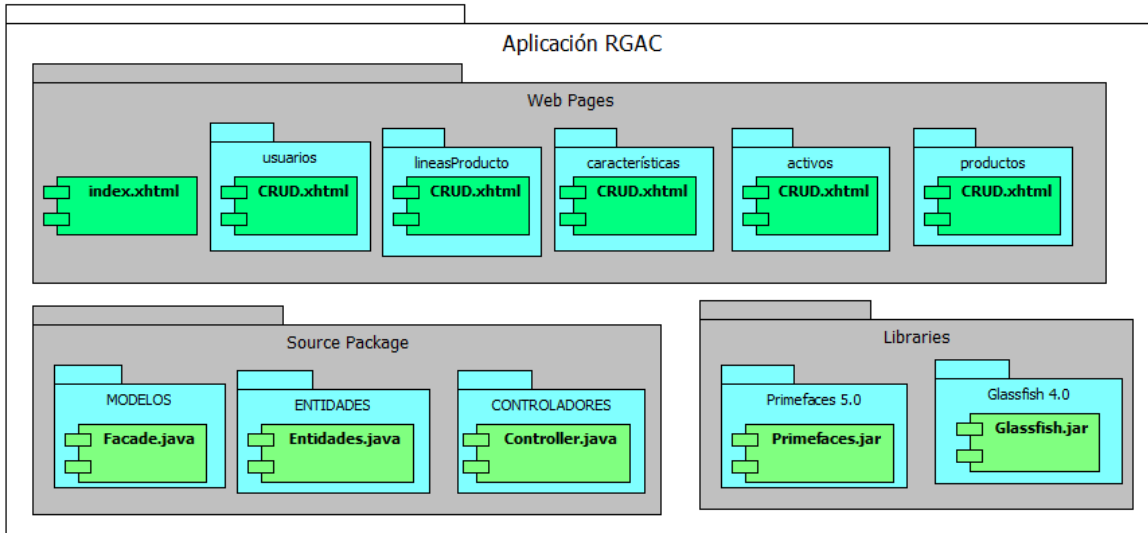 Aplicación RGAC
Web Pages
index.xhtml
usuarios
CRUD.xhtml
lineasProducto
CRUD.xhtml
características
CRUD.xhtml
activos
CRUD.xhtml
productos
CRUD.xhtml
Source Package
MODELOS
Facade.java
ENTIDADES
Entidades.java
CONTROLADORES
Controller.java
Libraries
Primefaces 5.0
Primefaces.jar
Glassfish 4.0
Glassfish.jar